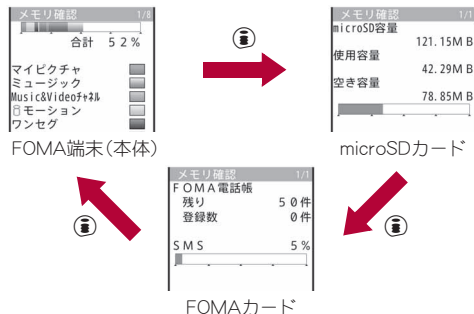 メモリ確認 1/8
合計 52%
マイピクチャ
ミュージック
Music&Videoチャネル
iモーション
ワンセグ
FOMA端末(本体)
メモリ確認 1/1
microSD容量
121.15MB
使用容量
42.29MB
空き容量
78.85MB
microSDカード
メモリ確認 1/1
FOMA電話帳
残り 50件
登録数 0件
SMS 5%
FOMAカード